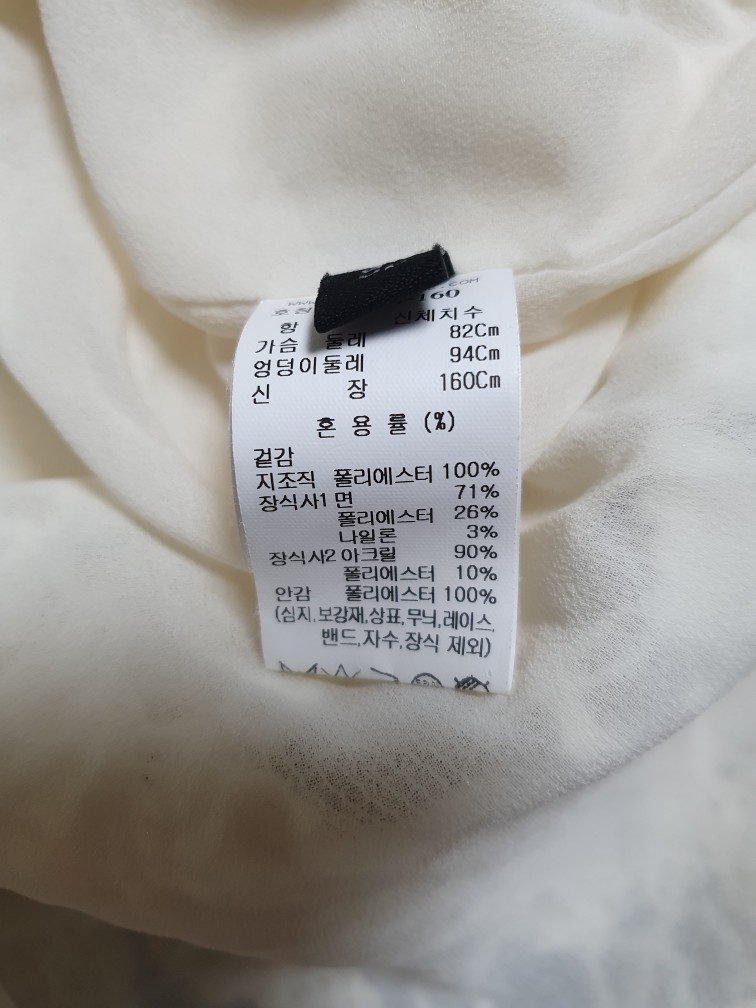 .COM
160
호칭
항 신체치수
가슴 둘레 82Cm
엉덩이둘레 94Cm
신 장 160Cm
혼 용 률 (%)
겉감
지조직 폴리에스터 100%
장식사1 면 71%
폴리에스터 26%
나일론 3%
장식사2 아크릴 90%
폴리에스터 10%
안감 폴리에스터 100%
(심지,보강재,상표,무늬,레이스,
밴드,자수,장식 제외)